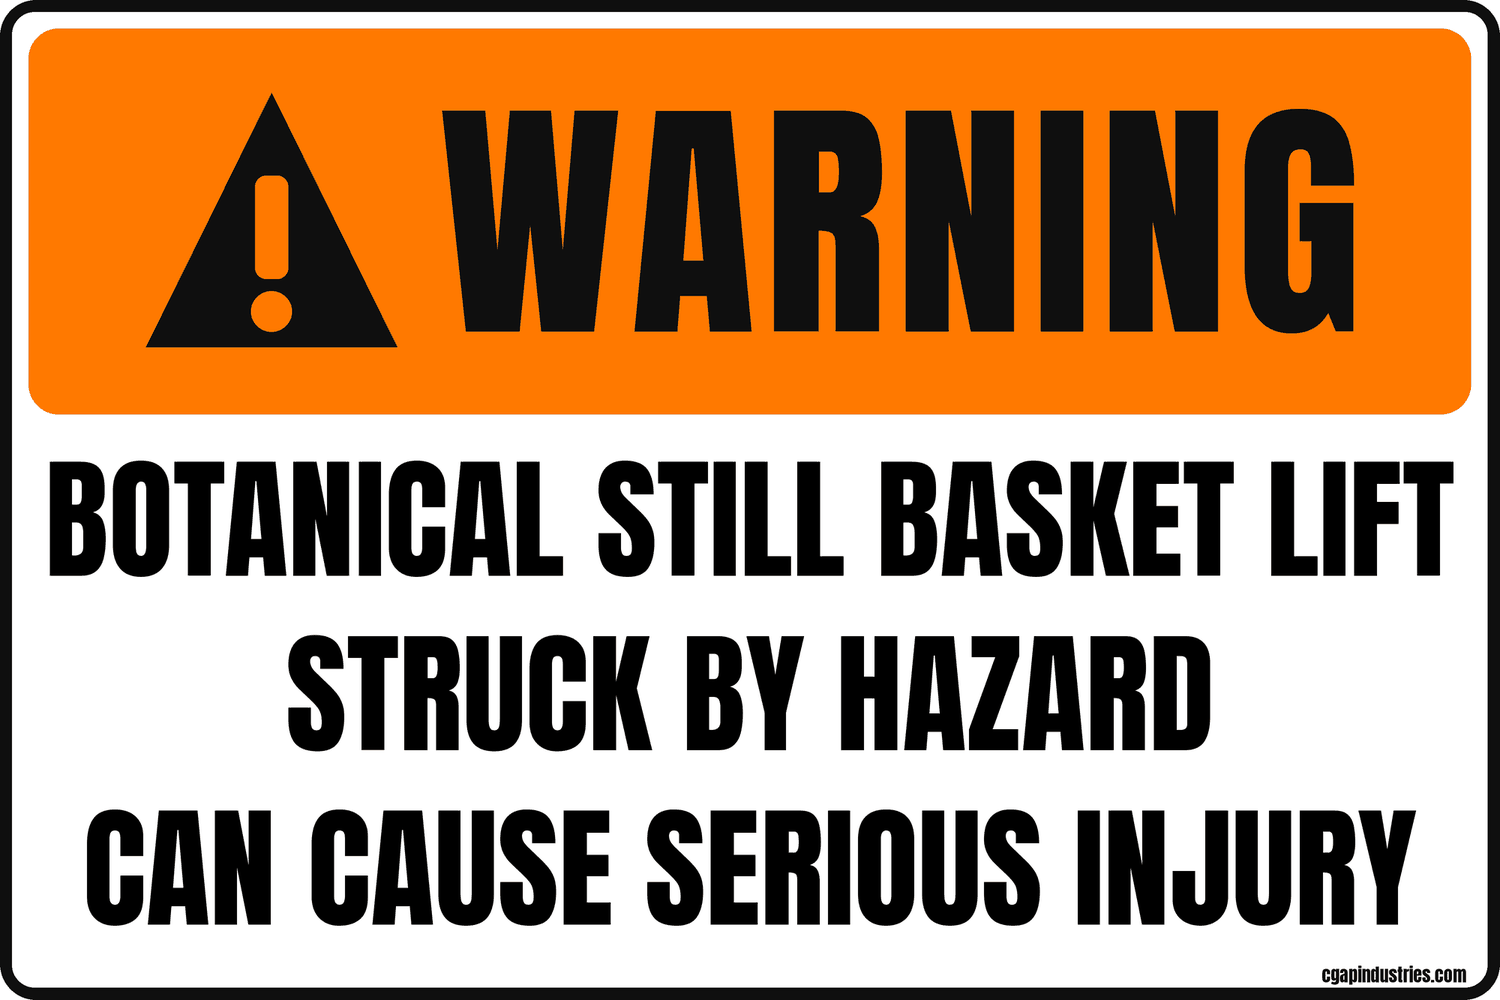 WARNING
BOTANICAL STILL BASKET LIFT
STRUCK BY HAZARD
CAN CAUSE SERIOUS INJURY
cgapindustries.com